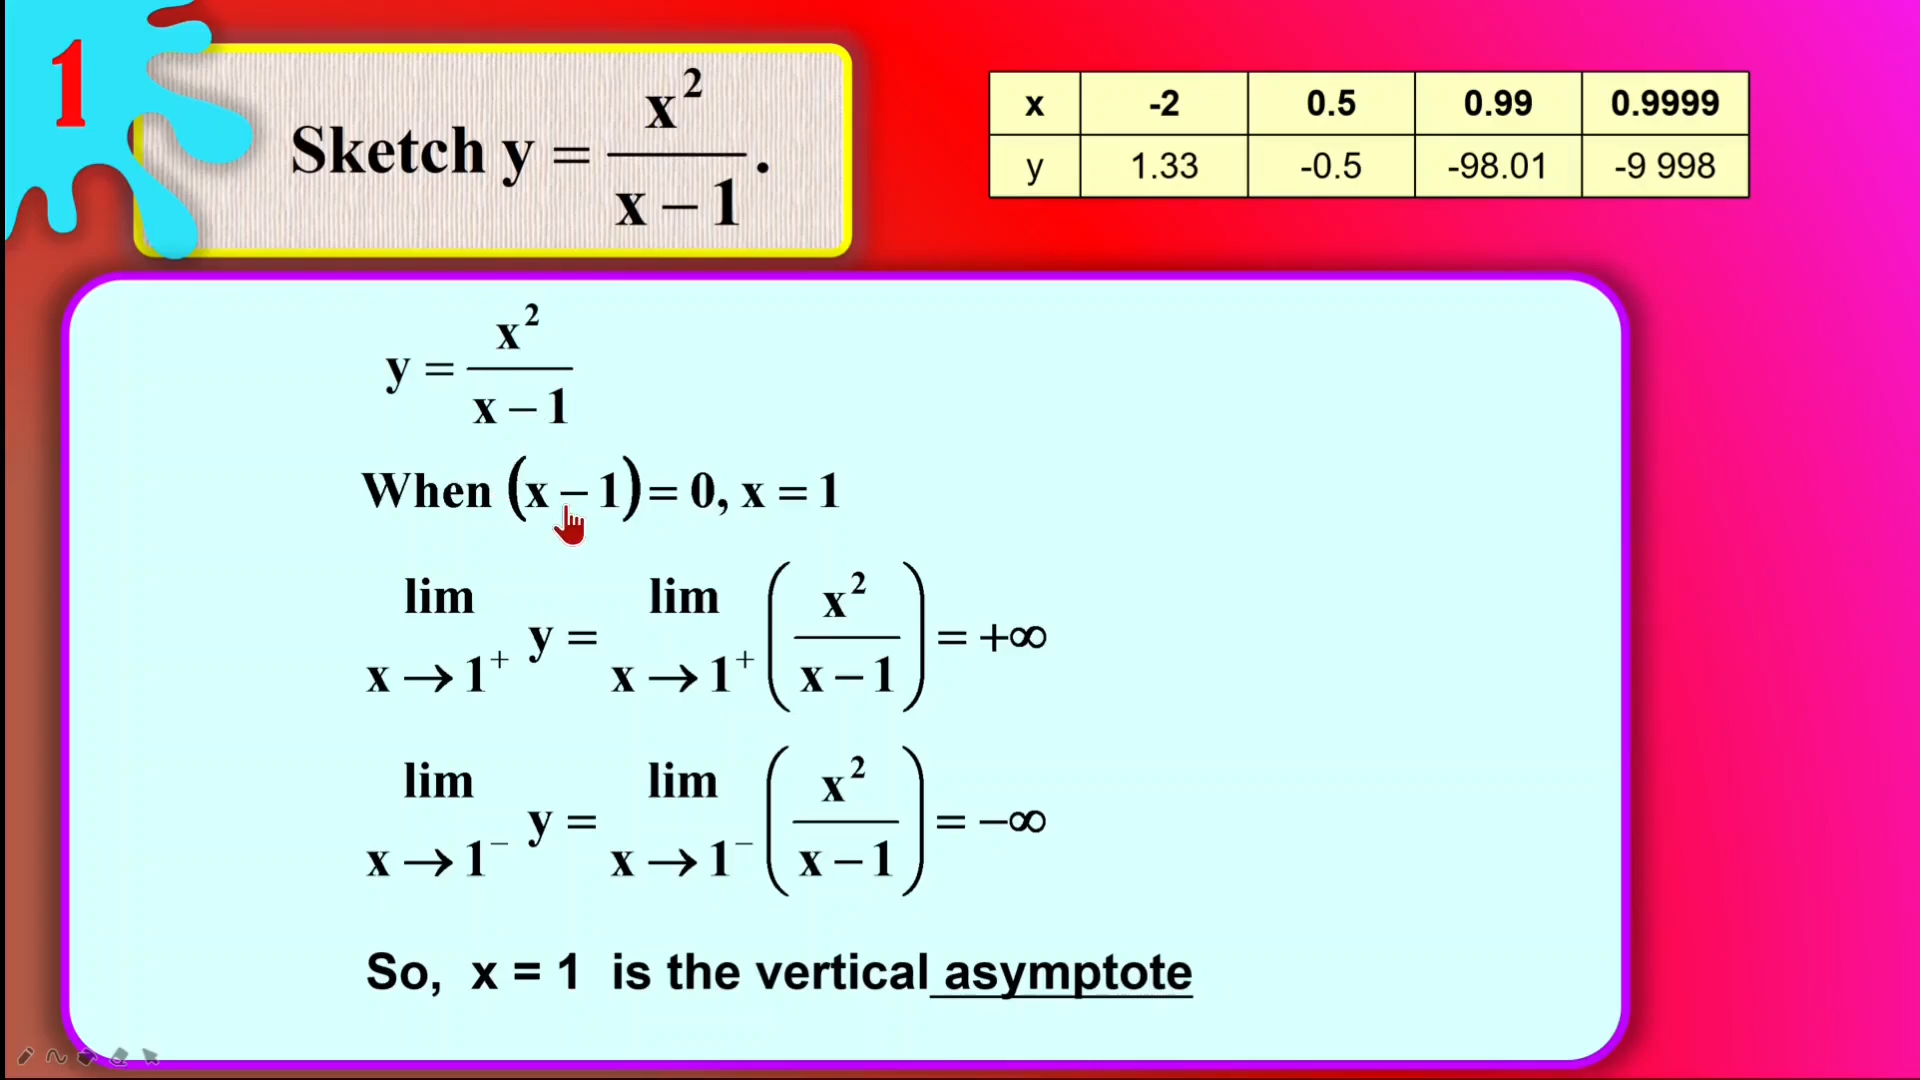 1
Sketch y = x² / (x − 1).
x -2 0.5 0.99 0.9999
y 1.33 -0.5 -98.01 -9 998
y = x² / (x − 1)
When (x − 1) = 0, x = 1
lim x → 1⁺ y = lim x → 1⁺ (x² / (x − 1)) = +∞
lim x → 1⁻ y = lim x → 1⁻ (x² / (x − 1)) = −∞
So, x = 1 is the vertical asymptote